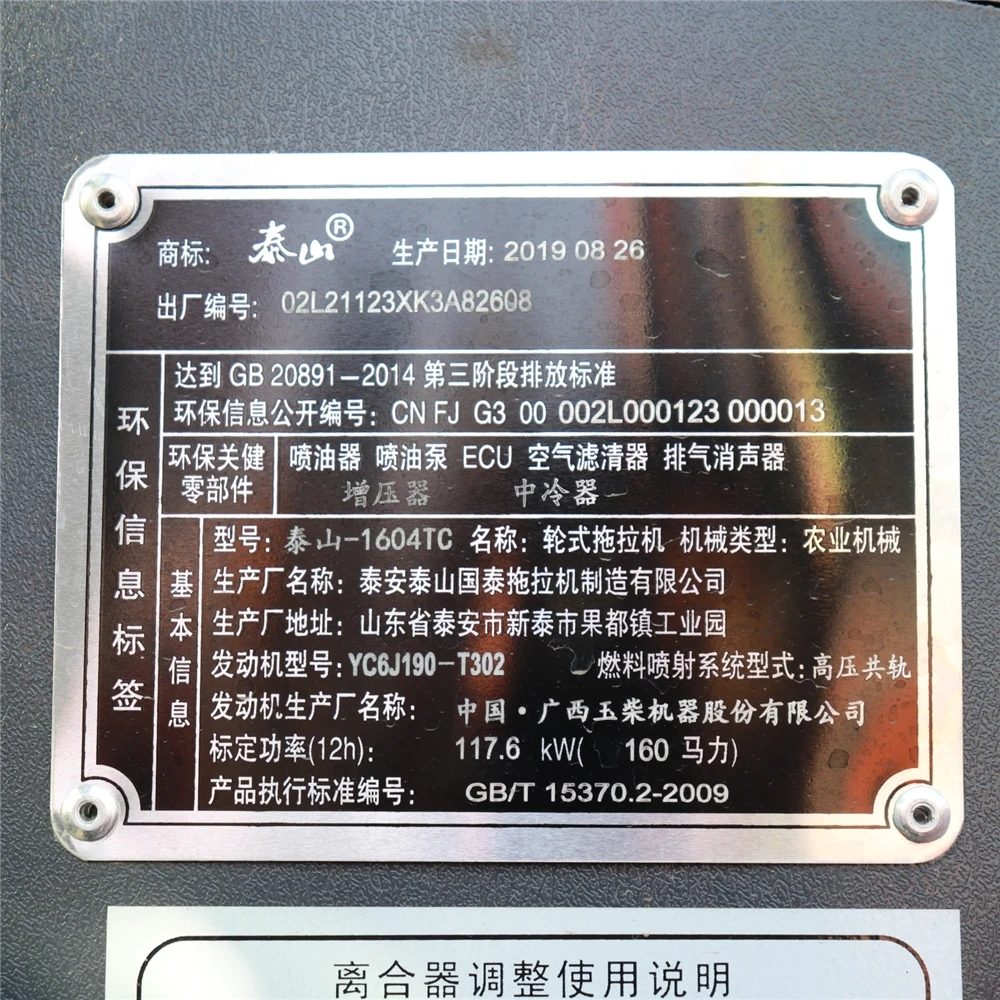 商标: 泰山® 生产日期: 2019 08 26
出厂编号: 02L21123XK3A82608
环保信息标签
达到 GB 20891-2014 第三阶段排放标准
环保信息公开编号: CN FJ G3 00 002L000123 000013
环保关健零部件
喷油器 喷油泵 ECU 空气滤清器 排气消声器
增压器 中冷器
基本信息
型号: 泰山-1604TC 名称: 轮式拖拉机 机械类型: 农业机械
生产厂名称: 泰安泰山国泰拖拉机制造有限公司
生产厂地址: 山东省泰安市新泰市果都镇工业园
发动机型号: YC6J190-T302 燃料喷射系统型式: 高压共轨
发动机生产厂名称: 中国·广西玉柴机器股份有限公司
标定功率(12h): 117.6 kW( 160 马力)
产品执行标准编号: GB/T 15370.2-2009
离合器调整使用说明